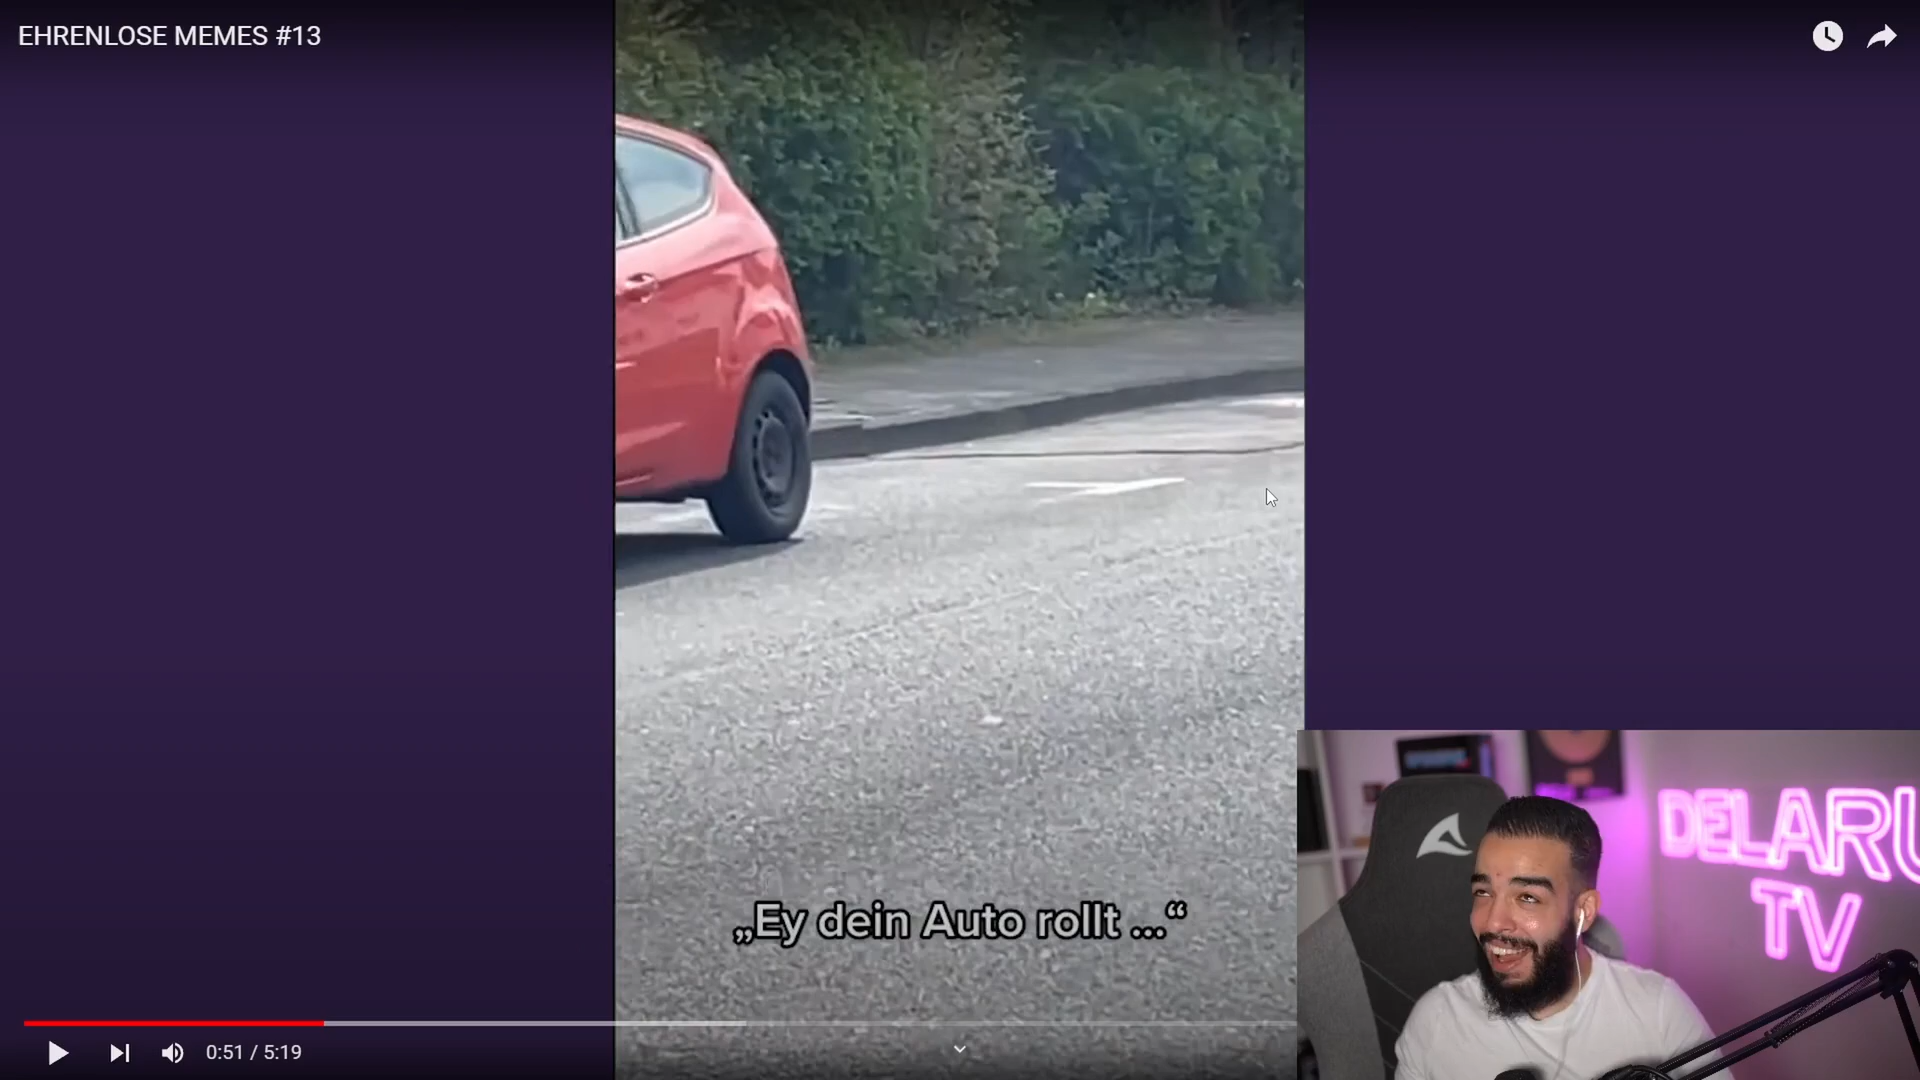 EHRENLOSE MEMES #13
„Ey dein Auto rollt ...“
DELARU
TV
0:51 / 5:19